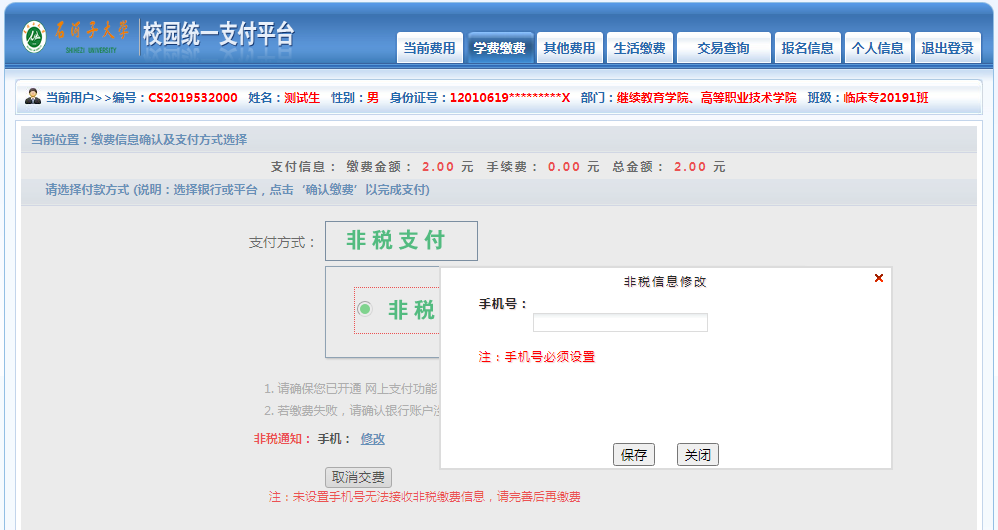 石河子大学
SHIHEZI UNIVERSITY
校园统一支付平台
当前费用 学费缴费 其他费用 生活缴费 交易查询 报名信息 个人信息 退出登录
当前用户>>编号：CS2019532000 姓名：测试生 性别：男 身份证号：12010619*********X 部门：继续教育学院、高等职业技术学院 班级：临床专20191班
当前位置：缴费信息确认及支付方式选择
支付信息： 缴费金额： 2.00 元 手续费： 0.00 元 总金额： 2.00 元
请选择付款方式 (说明：选择银行或平台，点击‘确认缴费’以完成支付)
支付方式： 非税支付
非税信息修改
手机号：
非税
注：手机号必须设置
1. 请确保您已开通 网上支付功能
2. 若缴费失败，请确认银行账户
非税通知： 手机： 修改
保存 关闭
取消交费
注：未设置手机号无法接收非税缴费信息，请完善后再缴费